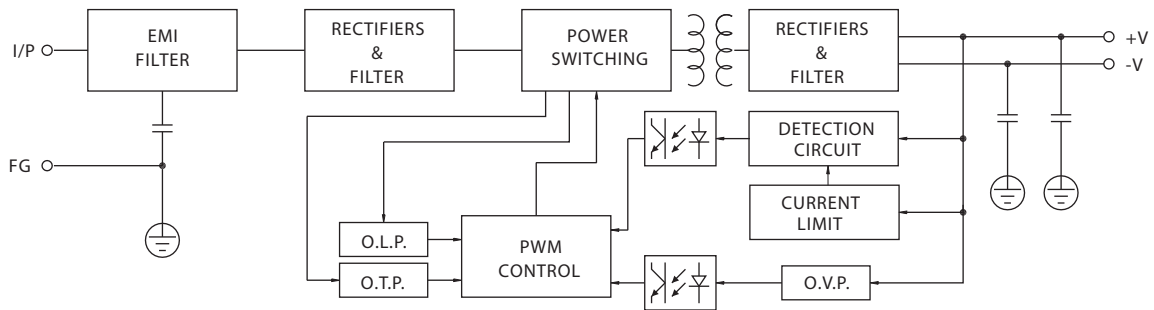 I/P
EMI
FILTER
RECTIFIERS
&
FILTER
POWER
SWITCHING
RECTIFIERS
&
FILTER
+V
-V
FG
DETECTION
CIRCUIT
CURRENT
LIMIT
O.L.P.
O.T.P.
PWM
CONTROL
O.V.P.